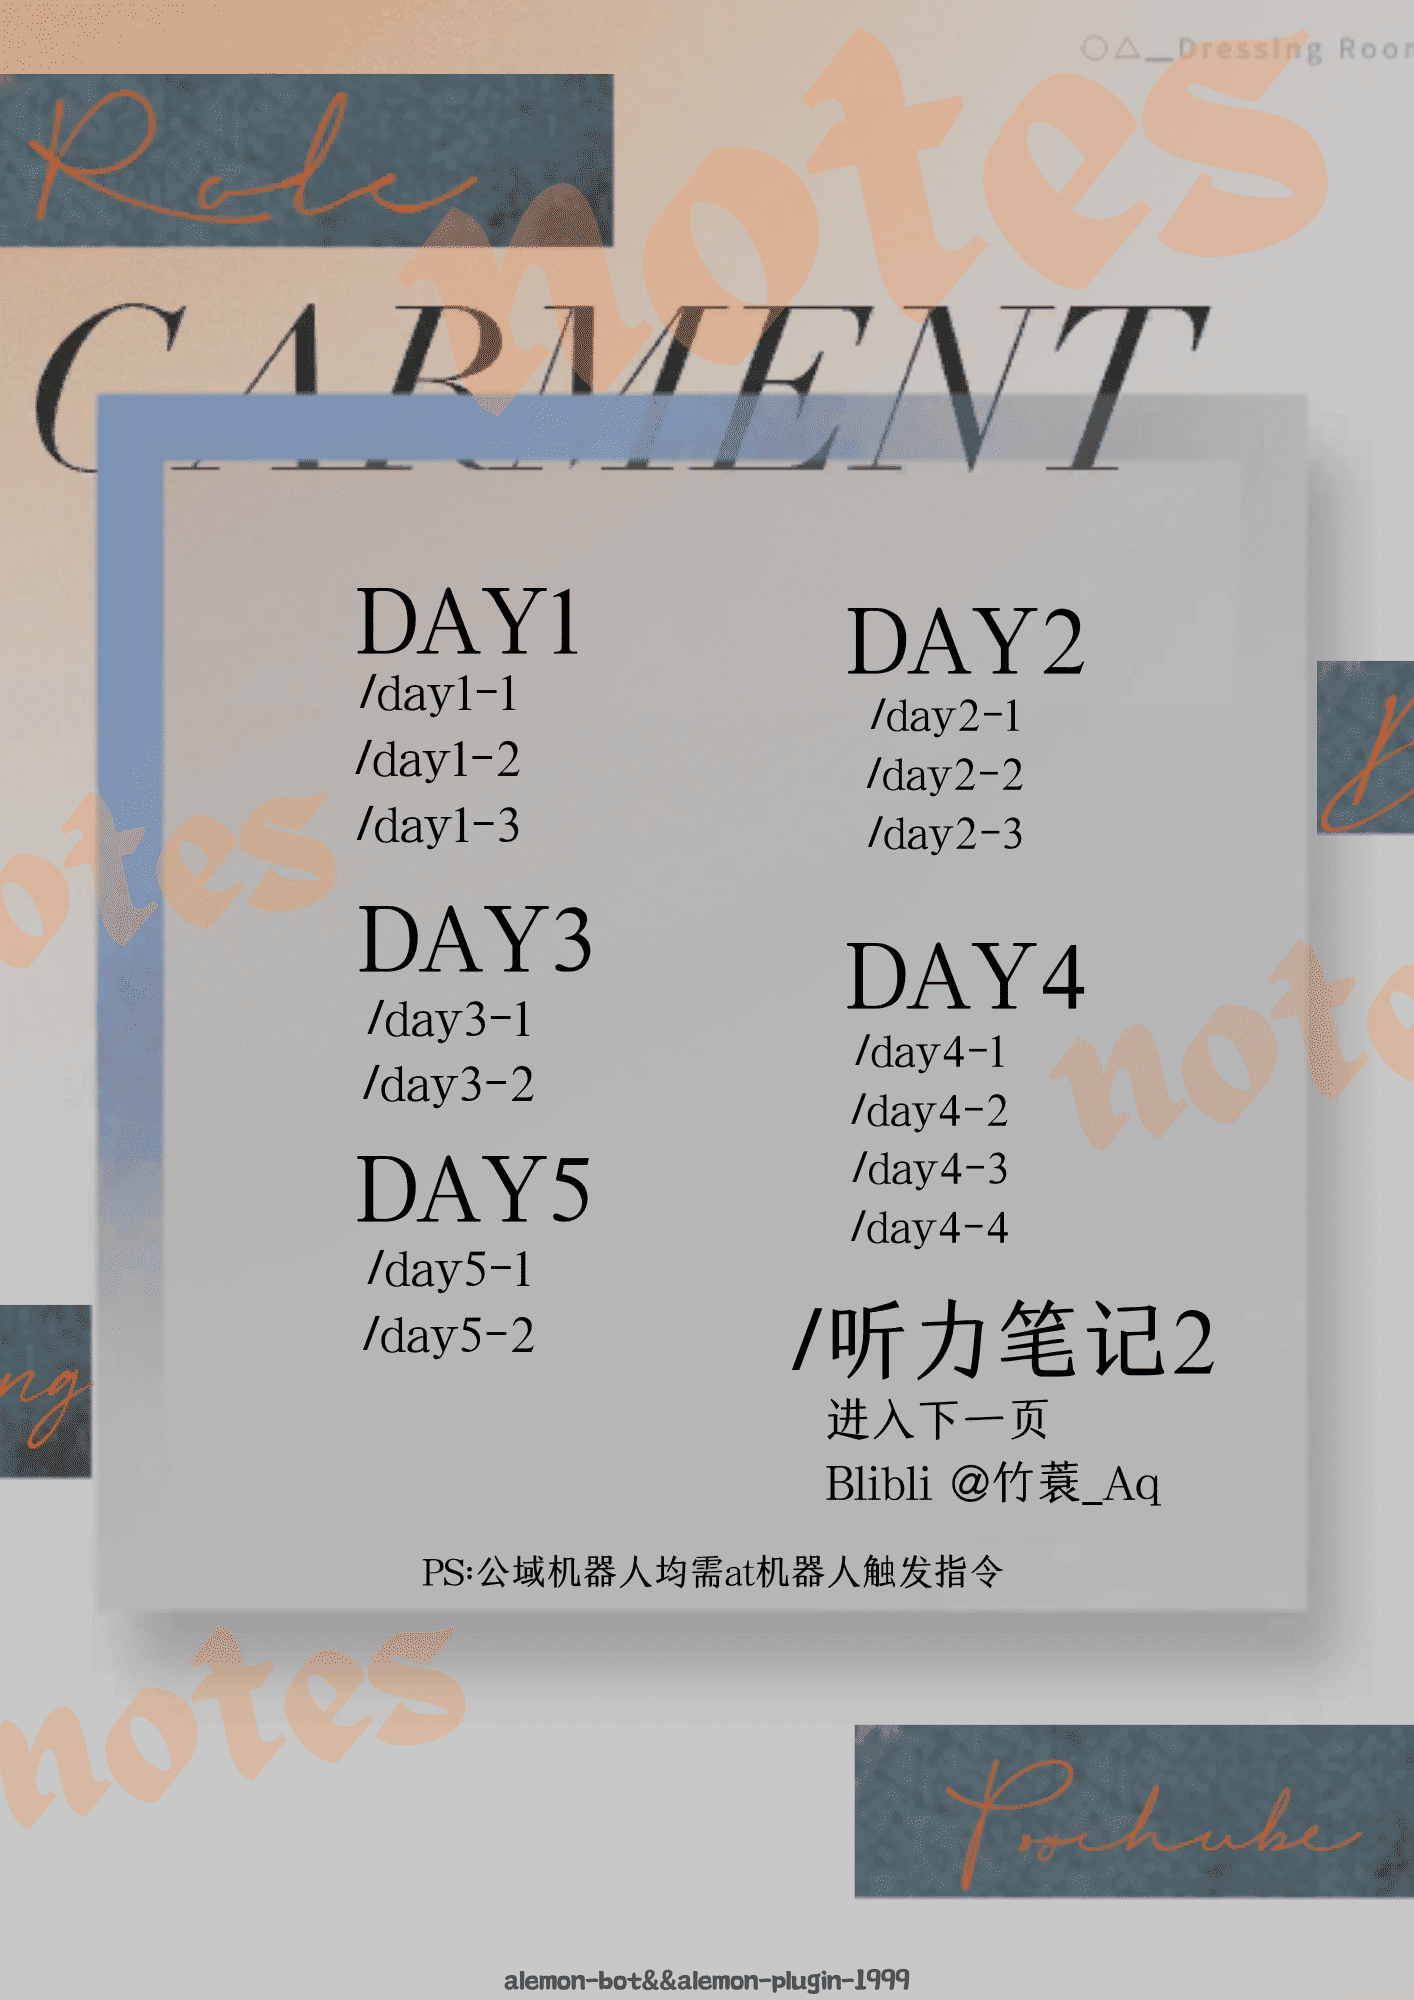 ○△__Dressing Room
Role
notes
GARMENT
DAY1
/day1-1
/day1-2
/day1-3
DAY2
/day2-1
/day2-2
/day2-3
otes
DAY3
/day3-1
/day3-2
DAY4
/day4-1
/day4-2
/day4-3
/day4-4
note
DAY5
/day5-1
/day5-2
ng
/听力笔记2
进入下一页
Blibli @竹蓑_Aq
PS:公域机器人均需at机器人触发指令
notes
alemon-bot&&alemon-plugin-1999